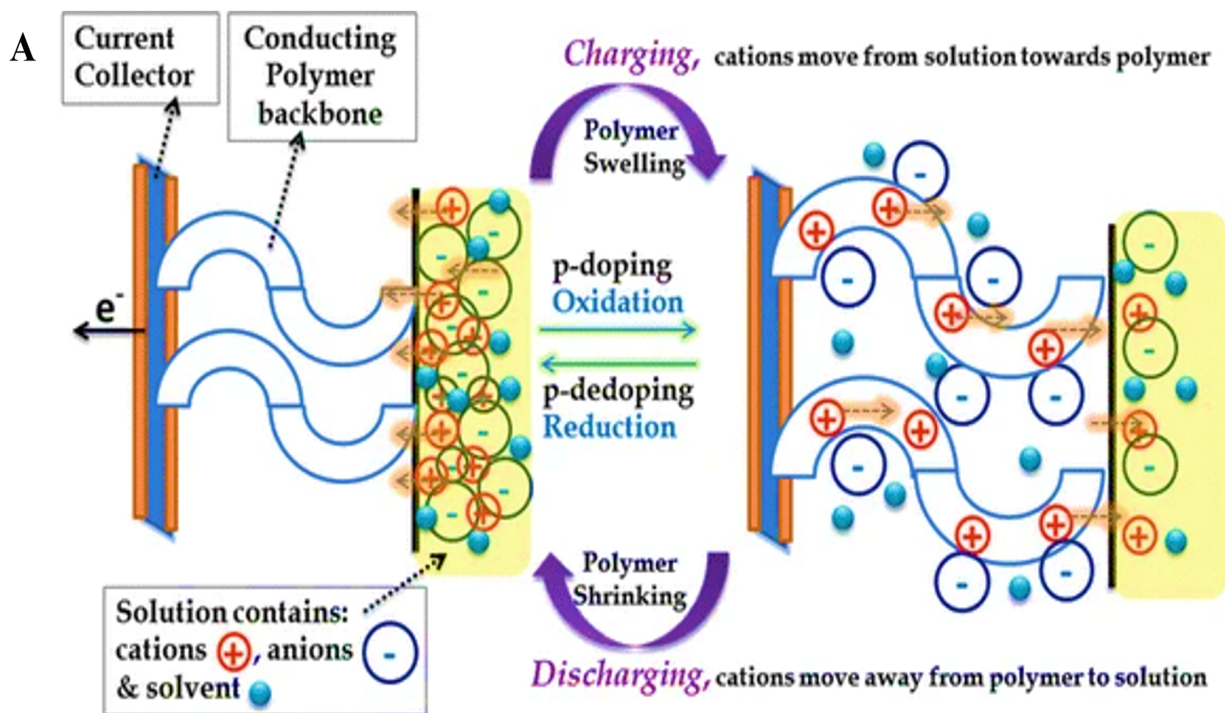 A
Current
Collector
Conducting
Polymer
backbone
Charging, cations move from solution towards polymer
Polymer
Swelling
p-doping
Oxidation
e-
p-dedoping
Reduction
Polymer
Shrinking
Solution contains:
cations +, anions -
& solvent
Discharging, cations move away from polymer to solution